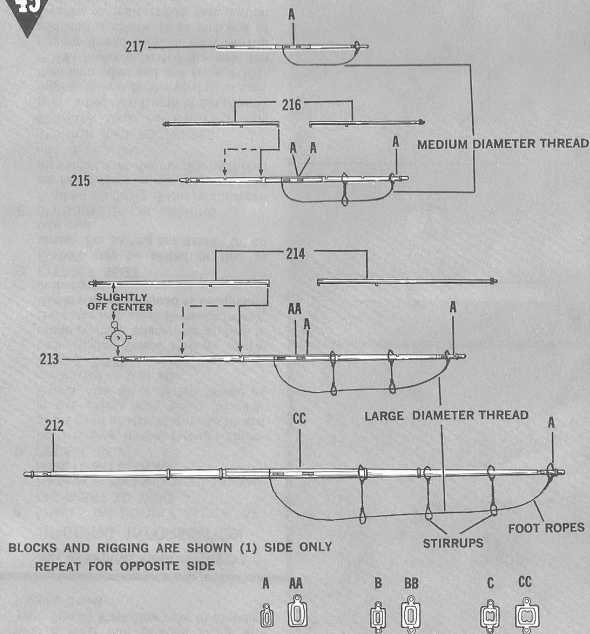 45
A
217
216
MEDIUM DIAMETER THREAD
A A
A
215
214
SLIGHTLY
OFF CENTER
AA
A
A
213
LARGE DIAMETER THREAD
212
CC
A
FOOT ROPES
STIRRUPS
BLOCKS AND RIGGING ARE SHOWN (1) SIDE ONLY
REPEAT FOR OPPOSITE SIDE
A AA B BB C CC